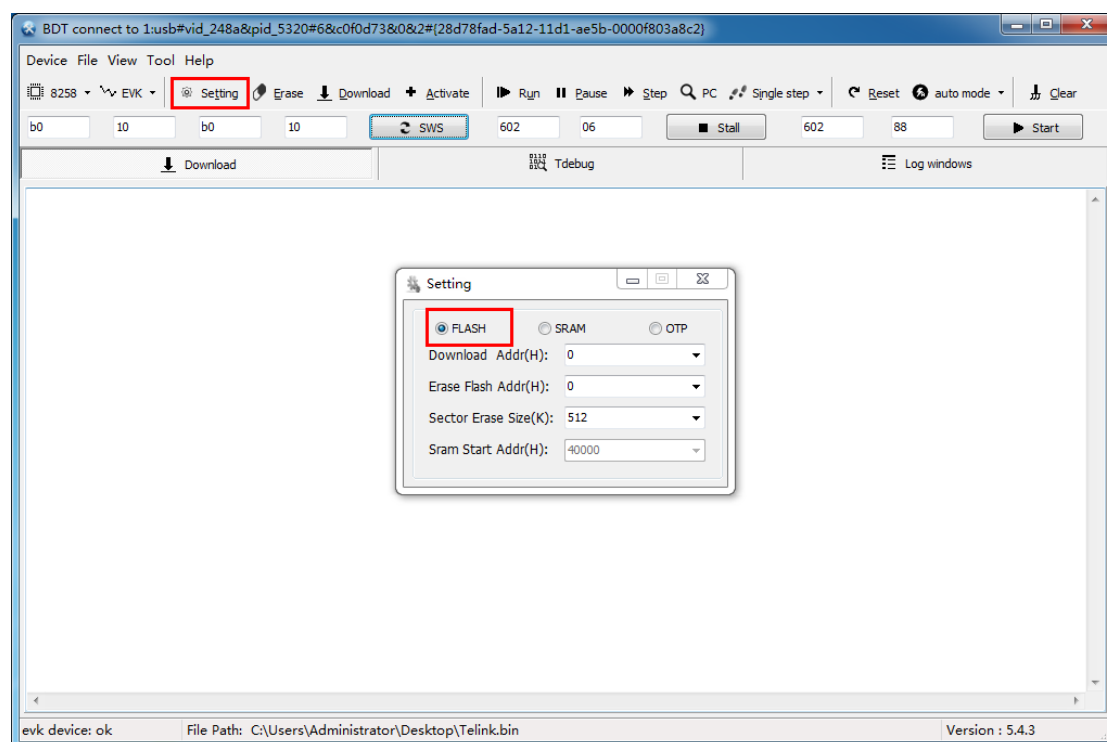 BDT connect to 1:usb#vid_248a&pid_5320#6&c0f0d73&0&2#{28d78fad-5a12-11d1-ae5b-0000f803a8c2}
Device File View Tool Help
8258 EVK Setting Erase Download Activate Run Pause Step PC Single step Reset auto mode Clear
b0 10 b0 10 SWS 602 06 Stall 602 88 Start
Download Tdebug Log windows
Setting
FLASH SRAM OTP
Download Addr(H): 0
Erase Flash Addr(H): 0
Sector Erase Size(K): 512
Sram Start Addr(H): 40000
evk device: ok File Path: C:\Users\Administrator\Desktop\Telink.bin Version : 5.4.3